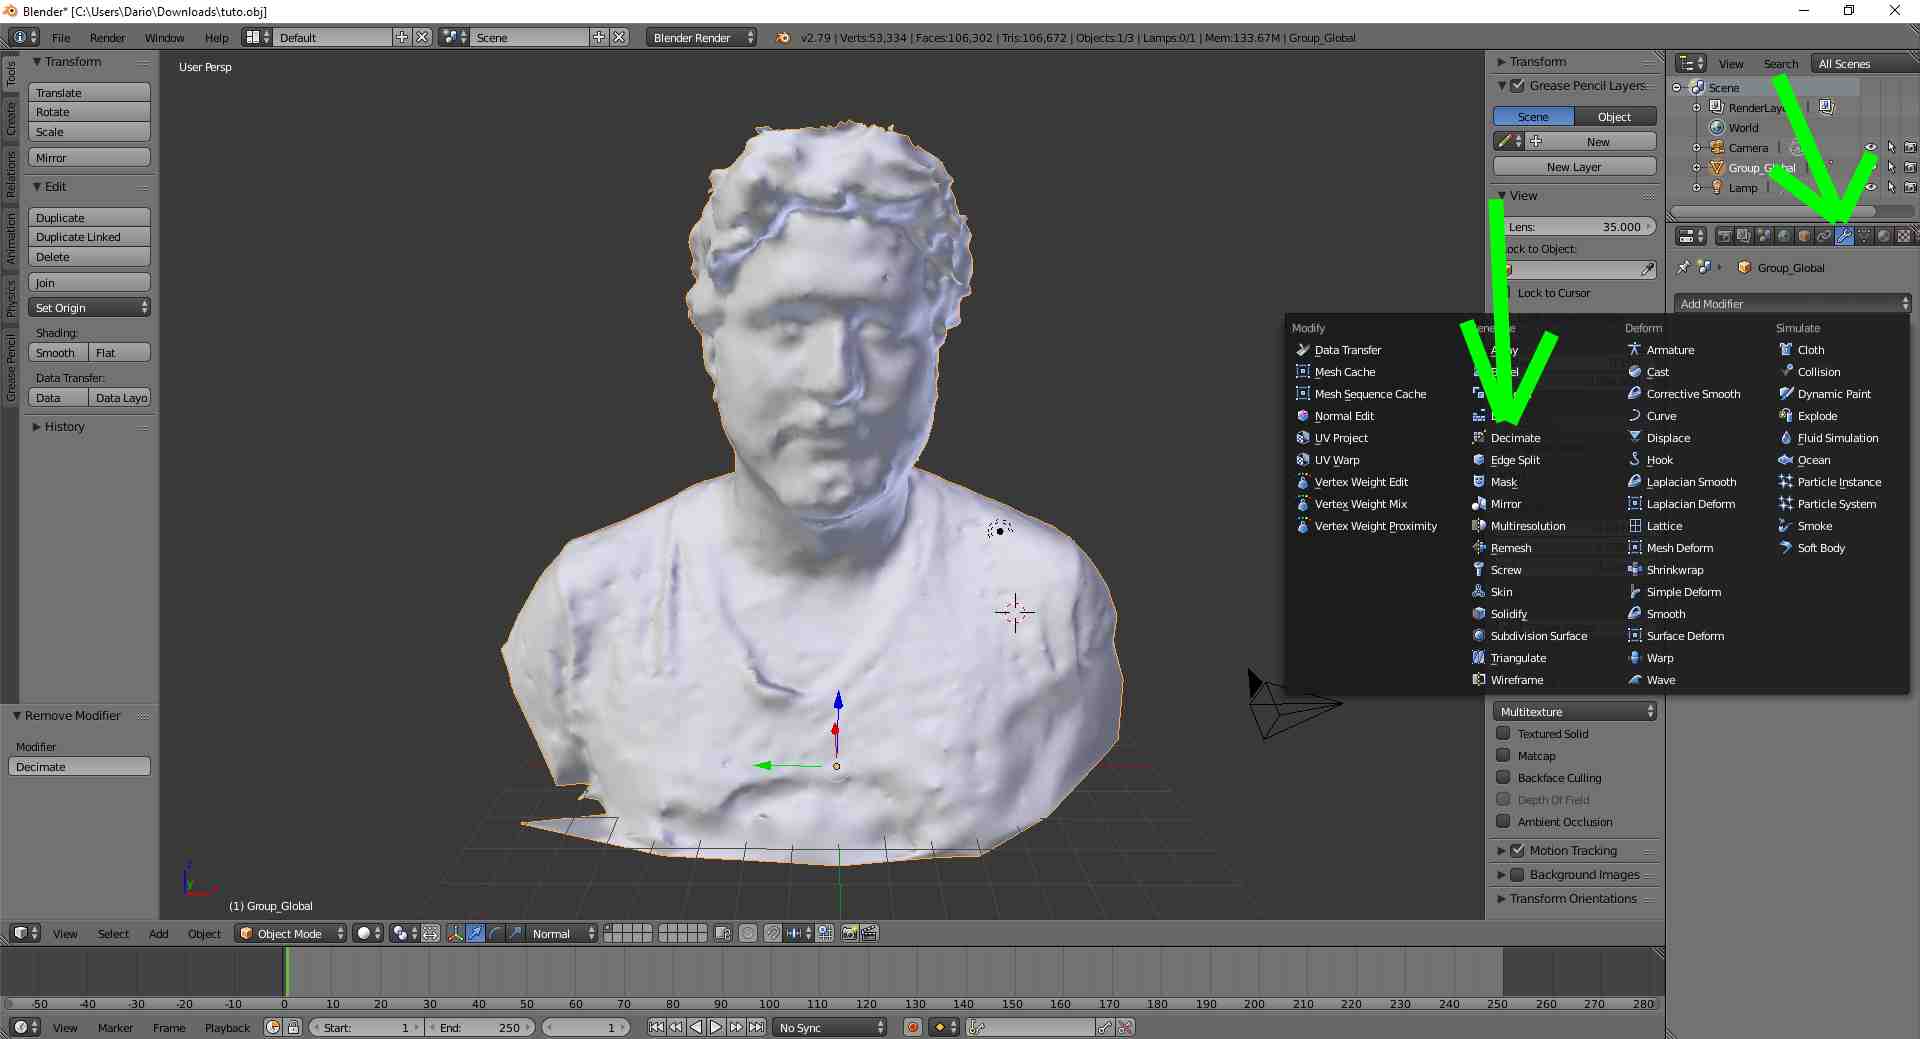 Blender* [C:\Users\Dario\Downloads\tuto.obj]
File Render Window Help Default Scene Blender Render v2.79 | Verts:53,334 | Faces:106,302 | Tris:106,672 | Objects:1/3 | Lamps:0/1 | Mem:133.67M | Group_Global
Tools
Create
Relations
Animation
Physics
Grease Pencil
Transform
Translate
Rotate
Scale
Mirror
Edit
Duplicate
Duplicate Linked
Delete
Join
Set Origin
Shading:
Smooth Flat
Data Transfer:
Data Data Layo
History
Remove Modifier
Modifier
Decimate
User Persp
(1) Group_Global
Transform
Grease Pencil Layers
Scene Object
New
New Layer
View
Lens: 35.000
ock to Object:
Lock to Cursor
View Search All Scenes
Scene
RenderLay
World
Camera
Group_Global
Lamp
Group_Global
Add Modifier
Modify
Data Transfer
Mesh Cache
Mesh Sequence Cache
Normal Edit
UV Project
UV Warp
Vertex Weight Edit
Vertex Weight Mix
Vertex Weight Proximity
Decimate
Edge Split
Mask
Mirror
Multiresolution
Remesh
Screw
Skin
Solidify
Subdivision Surface
Triangulate
Wireframe
Deform
Armature
Cast
Corrective Smooth
Curve
Displace
Hook
Laplacian Smooth
Laplacian Deform
Lattice
Mesh Deform
Shrinkwrap
Simple Deform
Smooth
Surface Deform
Warp
Wave
Simulate
Cloth
Collision
Dynamic Paint
Explode
Fluid Simulation
Ocean
Particle Instance
Particle System
Smoke
Soft Body
Multitexture
Textured Solid
Matcap
Backface Culling
Depth Of Field
Ambient Occlusion
Motion Tracking
Background Images
Transform Orientations
View Select Add Object Object Mode Normal
-50 -40 -30 -20 -10 0 10 20 30 40 50 60 70 80 90 100 110 120 130 140 150 160 170 180 190 200 210 220 230 240 250 260 270 280
View Marker Frame Playback Start: 1 End: 250 1 No Sync